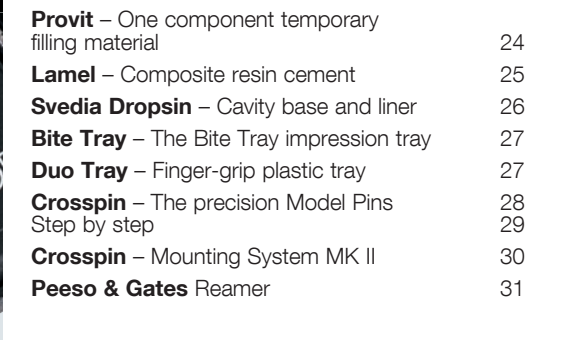 Provit – One component temporary
filling material 24
Lamel – Composite resin cement 25
Svedia Dropsin – Cavity base and liner 26
Bite Tray – The Bite Tray impression tray 27
Duo Tray – Finger-grip plastic tray 27
Crosspin – The precision Model Pins 28
Step by step 29
Crosspin – Mounting System MK II 30
Peeso & Gates Reamer 31